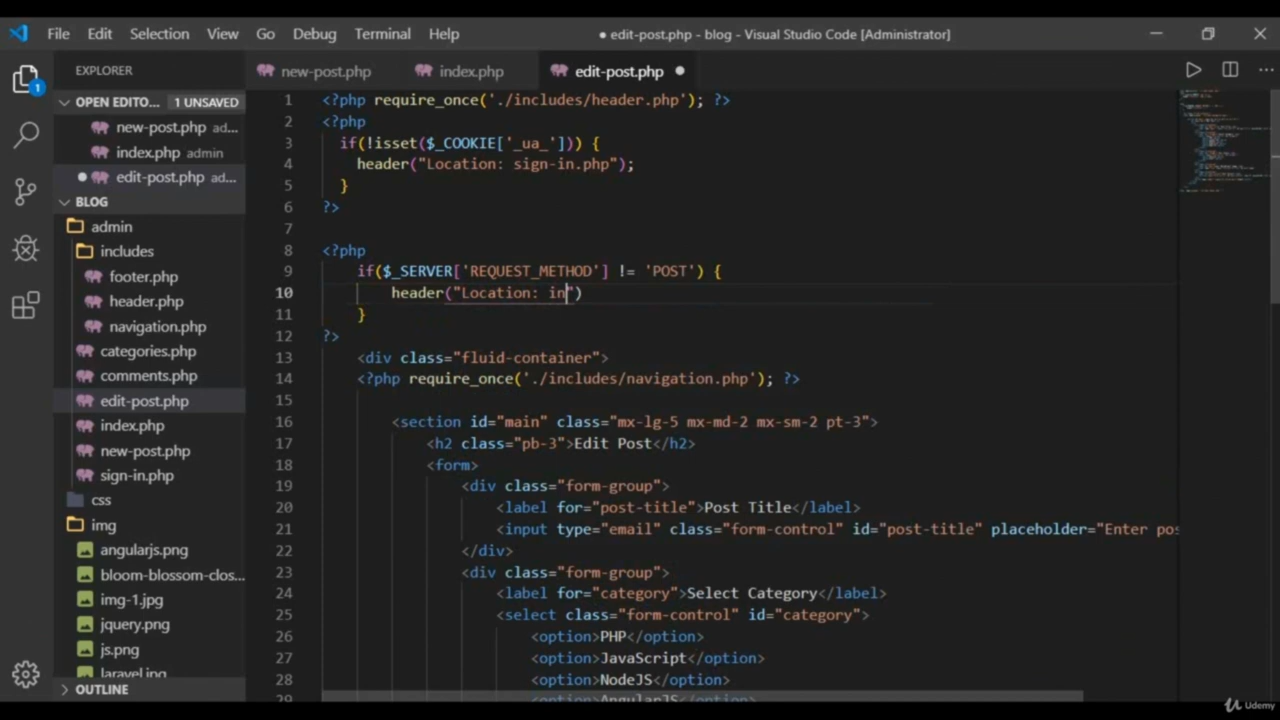 File Edit Selection View Go Debug Terminal Help
● edit-post.php - blog - Visual Studio Code [Administrator]
EXPLORER
OPEN EDITO... 1 UNSAVED
new-post.php ad...
index.php admin
edit-post.php ad...
BLOG
admin
includes
footer.php
header.php
navigation.php
categories.php
comments.php
edit-post.php
index.php
new-post.php
sign-in.php
css
img
angularjs.png
bloom-blossom-clos...
img-1.jpg
jquery.png
js.png
laravel.jpg
OUTLINE
1
new-post.php index.php edit-post.php ●
1 <?php require_once('./includes/header.php'); ?>
2 <?php
3 if(!isset($_COOKIE['_ua_'])) {
4 header("Location: sign-in.php");
5 }
6 ?>
7
8 <?php
9 if($_SERVER['REQUEST_METHOD'] != 'POST') {
10 header("Location: in")
11 }
12 ?>
13 <div class="fluid-container">
14 <?php require_once('./includes/navigation.php'); ?>
15
16 <section id="main" class="mx-lg-5 mx-md-2 mx-sm-2 pt-3">
17 <h2 class="pb-3">Edit Post</h2>
18 <form>
19 <div class="form-group">
20 <label for="post-title">Post Title</label>
21 <input type="email" class="form-control" id="post-title" placeholder="Enter pos
22 </div>
23 <div class="form-group">
24 <label for="category">Select Category</label>
25 <select class="form-control" id="category">
26 <option>PHP</option>
27 <option>JavaScript</option>
28 <option>NodeJS</option>
29 <option>AngularJS</option>
Udemy